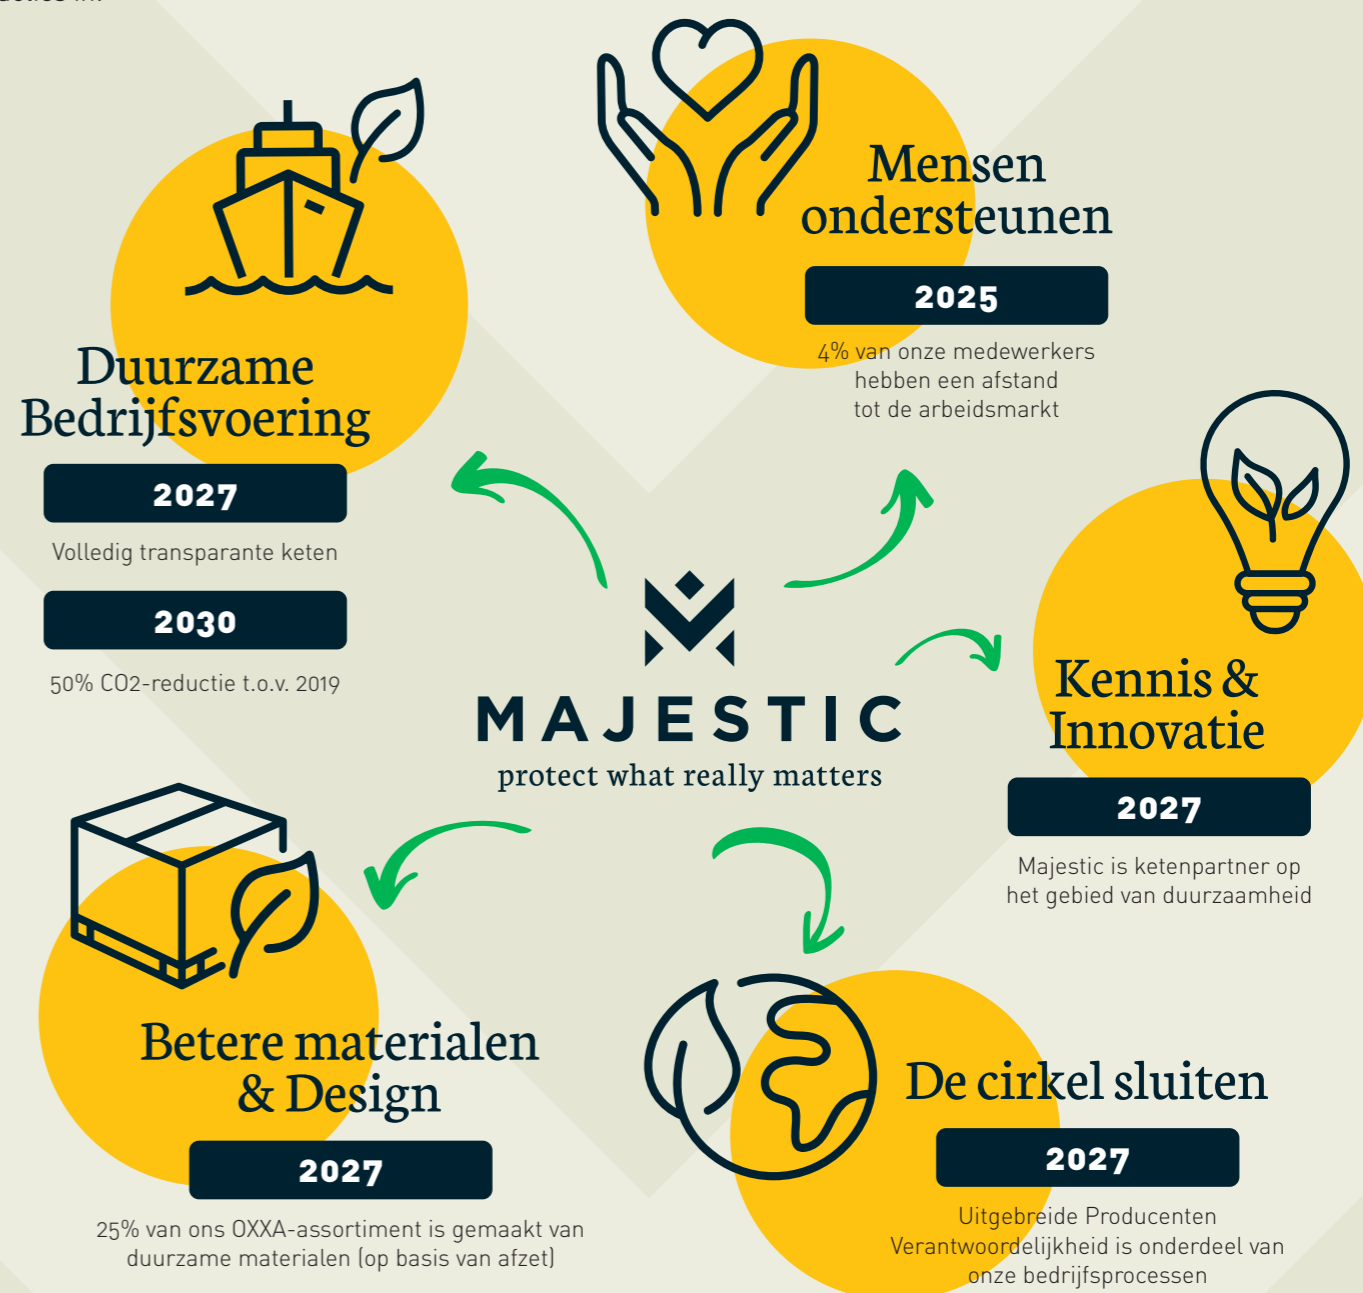 Mensen
ondersteunen
2025
4% van onze medewerkers
hebben een afstand
tot de arbeidsmarkt
Duurzame
Bedrijfsvoering
2027
Volledig transparante keten
2030
50% CO2-reductie t.o.v. 2019
MAJESTIC
protect what really matters
Kennis &
Innovatie
2027
Majestic is ketenpartner op
het gebied van duurzaamheid
Betere materialen
& Design
2027
25% van ons OXXA-assortiment is gemaakt van
duurzame materialen (op basis van afzet)
De cirkel sluiten
2027
Uitgebreide Producenten
Verantwoordelijkheid is onderdeel van
onze bedrijfsprocessen